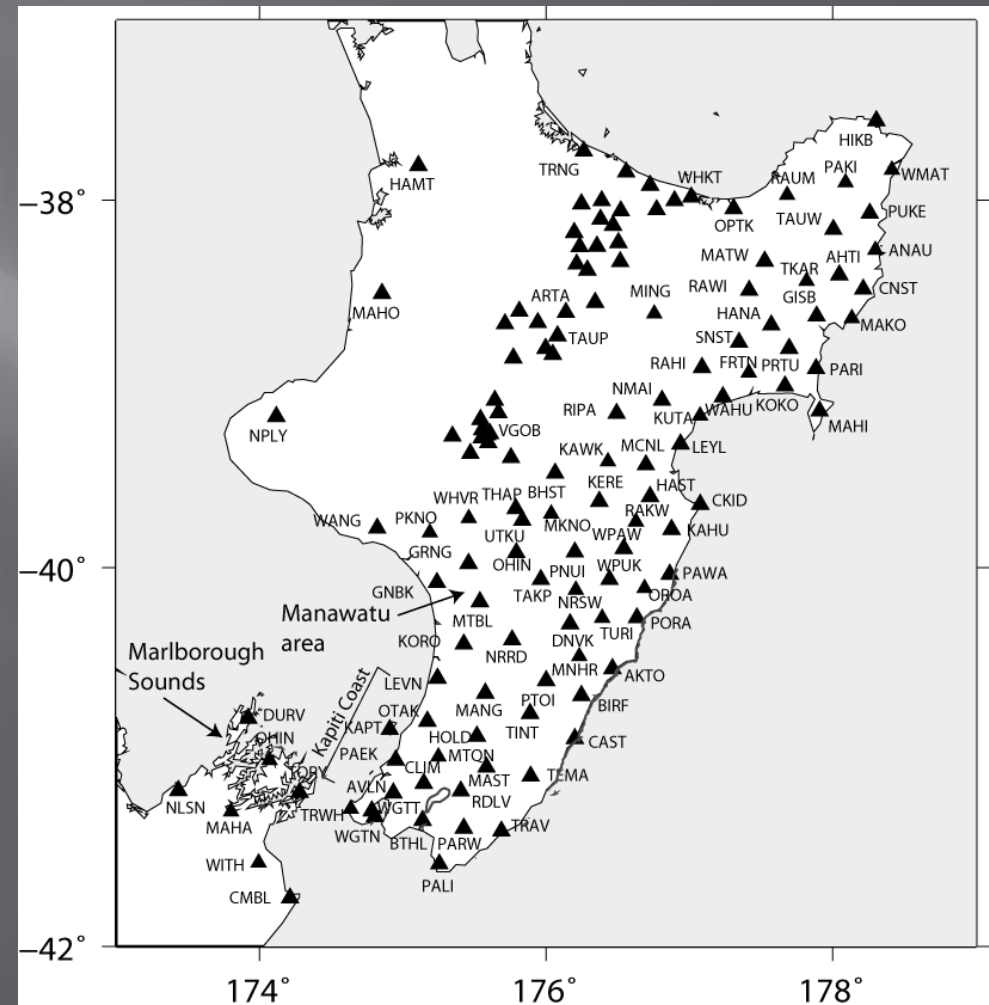 HIKB
PAKI
WMAT
TRNG
WHKT
RAUM
HAMT
−38°
PUKE
TAUW
OPTK
ANAU
MATW
AHTI
TKAR
RAWI
CNST
MING
ARTA
GISB
MAHO
HANA
MAKO
TAUP
SNST
RAHI
FRTN
PRTU
PARI
NMAI
KOKO
RIPA
KUTA
WAHU
MAHI
NPLY
VGOB
KAWK
MCNL
LEYL
KERE
HAST
WHVR
THAP
BHST
CKID
RAKW
WANG
PKNO
MKNO
KAHU
UTKU
WPAW
GRNG
OHIN
−40°
PNUI
WPUK
PAWA
GNBK
TAKP
NRSW
OROA
Manawatu
area
MTBL
PORA
TURI
KORO
DNVK
Marlborough
Sounds
NRRD
MNHR
AKTO
LEVN
Kapiti Coast
PTOI
BIRF
MANG
OTAK
DURV
KAPT
TINT
HOLD
CAST
OHIN
PAEK
MTQN
CLIM
TORY
MAST
TEMA
AVLN
RDLV
NLSN
TRWH
WGTT
MAHA
TRAV
WGTN
BTHL
PARW
WITH
PALI
CMBL
−42°
174°
176°
178°